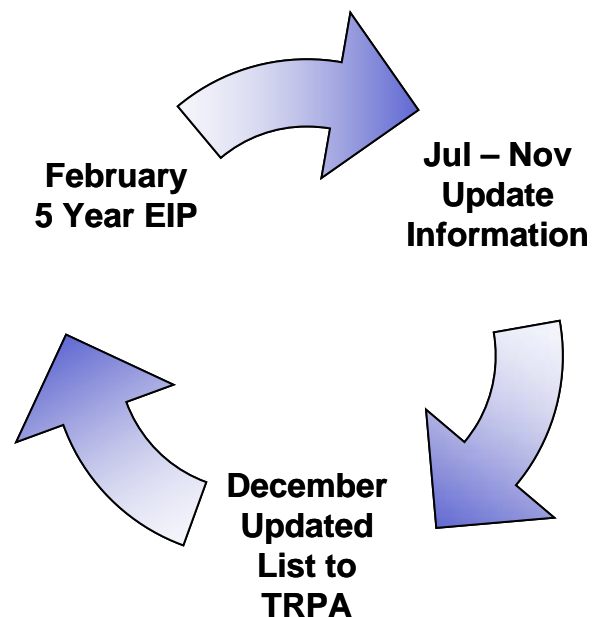 February
5 Year EIP
Jul – Nov
Update
Information
December
Updated
List to
TRPA